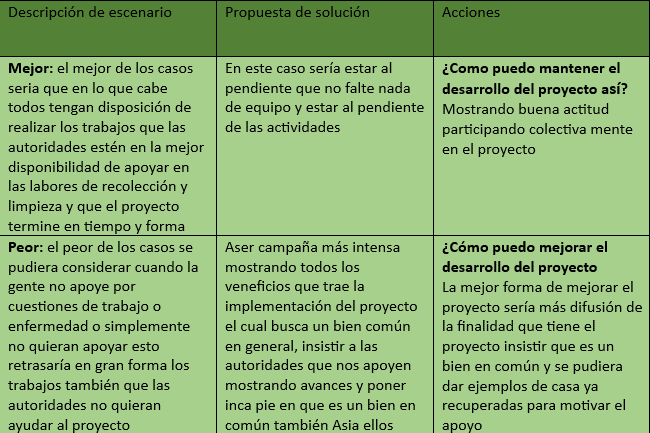 Descripción de escenario
Propuesta de solución
Acciones
Mejor: el mejor de los casos
seria que en lo que cabe
todos tengan disposición de
realizar los trabajos que las
autoridades estén en la mejor
disponibilidad de apoyar en
las labores de recolección y
limpieza y que el proyecto
termine en tiempo y forma
En este caso sería estar al
pendiente que no falte nada
de equipo y estar al pendiente
de las actividades
¿Como puedo mantener el
desarrollo del proyecto así?
Mostrando buena actitud
participando colectiva mente
en el proyecto
Peor: el peor de los casos se
pudiera considerar cuando la
gente no apoye por
cuestiones de trabajo o
enfermedad o simplemente
no quieran apoyar esto
retrasaría en gran forma los
trabajos también que las
autoridades no quieran
ayudar al proyecto
Aser campaña más intensa
mostrando todos los
veneficios que trae la
implementación del proyecto
el cual busca un bien común
en general, insistir a las
autoridades que nos apoyen
mostrando avances y poner
inca pie en que es un bien en
común también Asia ellos
¿Cómo puedo mejorar el
desarrollo del proyecto
La mejor forma de mejorar el
proyecto sería más difusión de
la finalidad que tiene el
proyecto insistir que es un
bien en común y se pudiera
dar ejemplos de casa ya
recuperadas para motivar el
apoyo